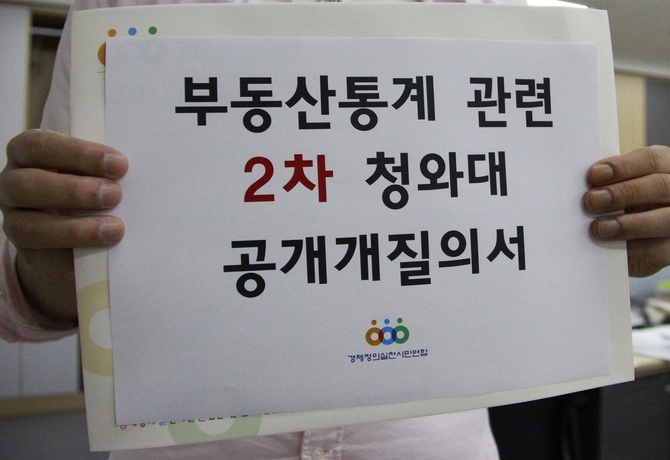 부동산통계 관련
2차 청와대
공개개질의서
경제정의실천시민연합